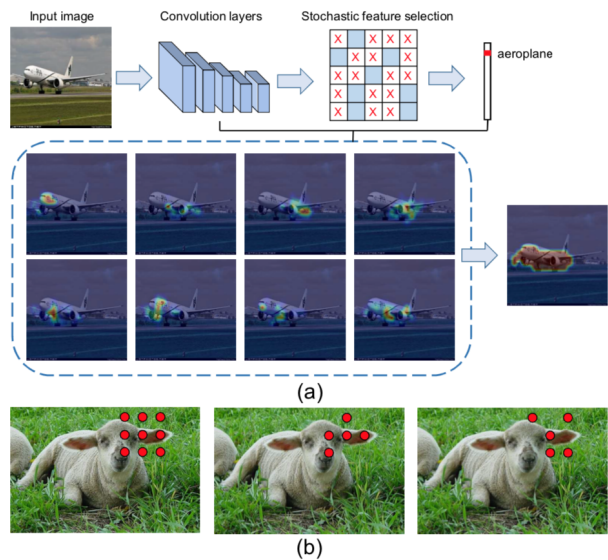 Input image
Convolution layers
Stochastic feature selection
X X X
X X X
X X X
X X X
X X X
aeroplane
(a)
(b)